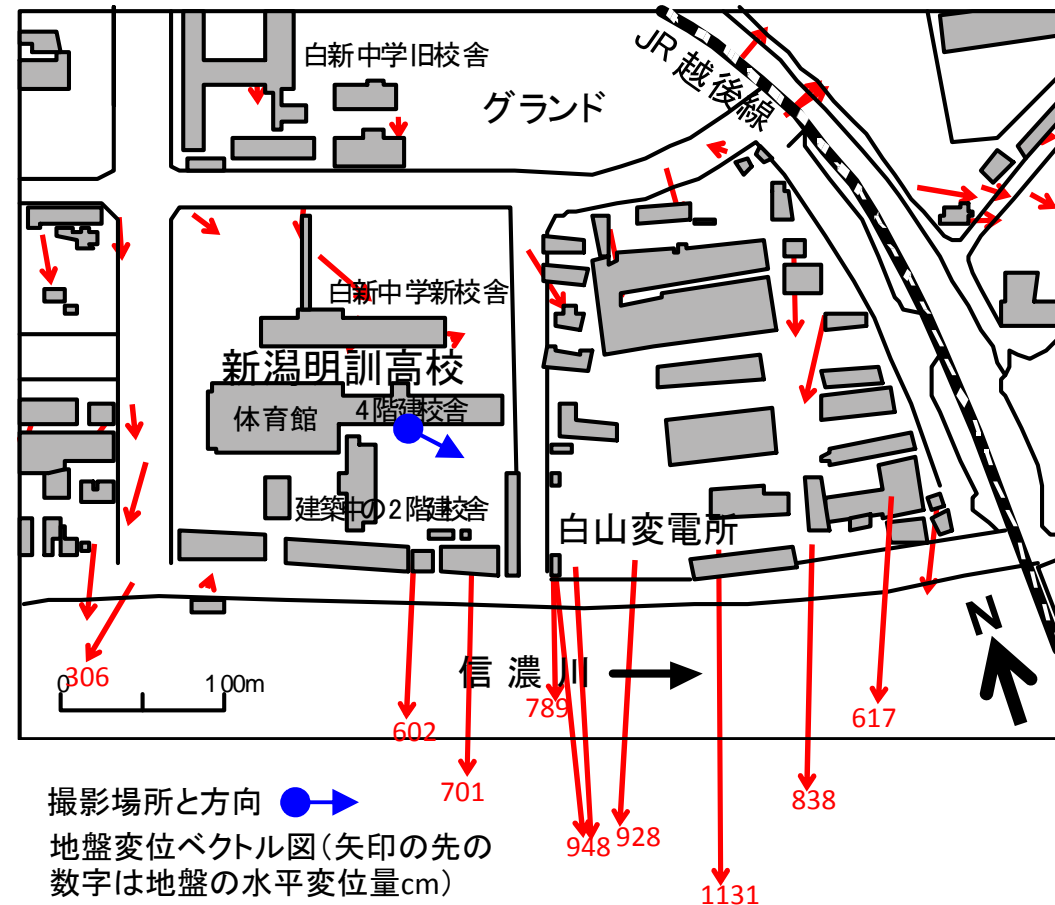 白新中学旧校舎
グランド
JR 越後線
白新中学新校舎
新潟明訓高校
体育館
4階建校舎
建築中の2階建校舎
白山変電所
信濃川
N
0
100m
306
602
701
789
948
928
1131
838
617
撮影場所と方向
地盤変位ベクトル図(矢印の先の
数字は地盤の水平変位量cm)